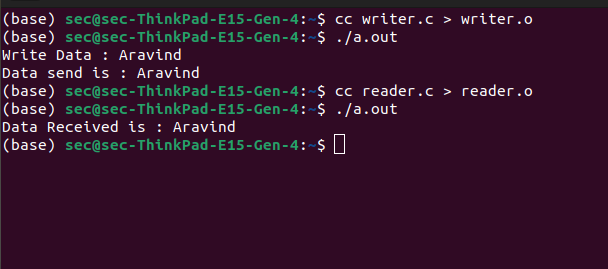 (base) sec@sec-ThinkPad-E15-Gen-4:~$ cc writer.c > writer.o
(base) sec@sec-ThinkPad-E15-Gen-4:~$ ./a.out
Write Data : Aravind
Data send is : Aravind
(base) sec@sec-ThinkPad-E15-Gen-4:~$ cc reader.c > reader.o
(base) sec@sec-ThinkPad-E15-Gen-4:~$ ./a.out
Data Received is : Aravind
(base) sec@sec-ThinkPad-E15-Gen-4:~$